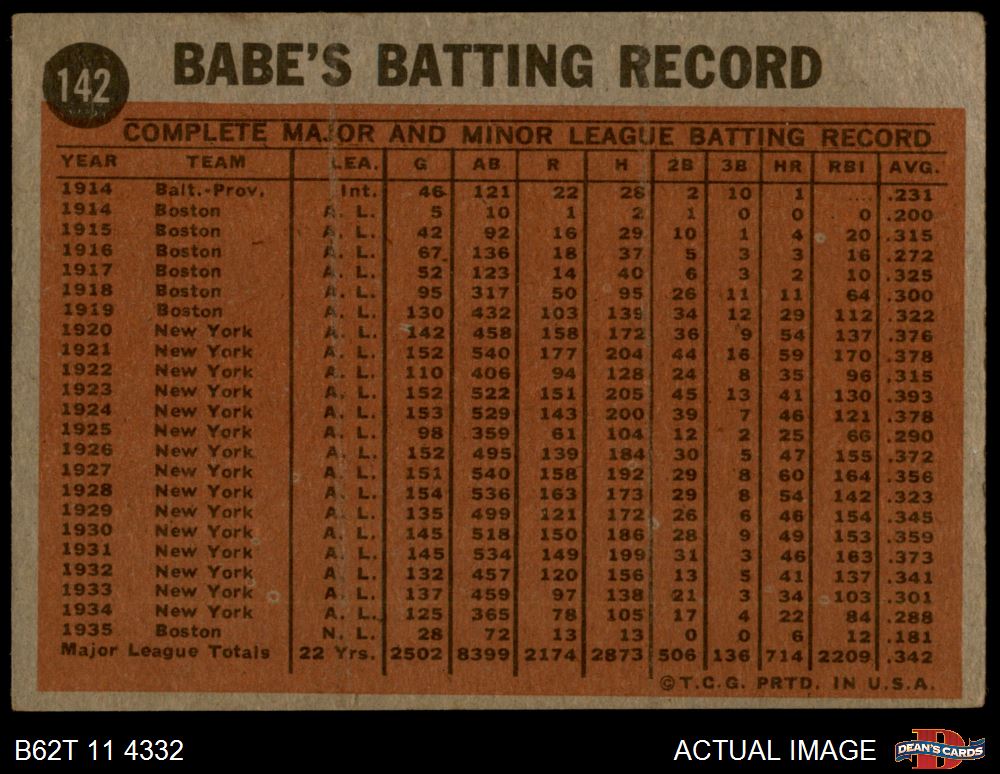 142
BABE'S BATTING RECORD
COMPLETE MAJOR AND MINOR LEAGUE BATTING RECORD
YEAR TEAM LEA. G AB R H 2B 3B HR RBI AVG.
1914 Balt.-Prov. Int. 46 121 22 28 2 10 1 .... .231
1914 Boston A. L. 5 10 1 2 1 0 0 0 .200
1915 Boston A. L. 42 92 16 29 10 1 4 20 .315
1916 Boston A. L. 67 136 18 37 5 3 3 16 .272
1917 Boston A. L. 52 123 14 40 6 3 2 10 .325
1918 Boston A. L. 95 317 50 95 26 11 11 64 .300
1919 Boston A. L. 130 432 103 139 34 12 29 112 .322
1920 New York A. L. 142 458 158 172 36 9 54 137 .376
1921 New York A. L. 152 540 177 204 44 16 59 170 .378
1922 New York A. L. 110 406 94 128 24 8 35 96 .315
1923 New York A. L. 152 522 151 205 45 13 41 130 .393
1924 New York A. L. 153 529 143 200 39 7 46 121 .378
1925 New York A. L. 98 359 61 104 12 2 25 66 .290
1926 New York A. L. 152 495 139 184 30 5 47 155 .372
1927 New York A. L. 151 540 158 192 29 8 60 164 .356
1928 New York A. L. 154 536 163 173 29 8 54 142 .323
1929 New York A. L. 135 499 121 172 26 6 46 154 .345
1930 New York A. L. 145 518 150 186 28 9 49 153 .359
1931 New York A. L. 145 534 149 199 31 3 46 163 .373
1932 New York A. L. 132 457 120 156 13 5 41 137 .341
1933 New York A. L. 137 459 97 138 21 3 34 103 .301
1934 New York A. L. 125 365 78 105 17 4 22 84 .288
1935 Boston N. L. 28 72 13 13 0 0 6 12 .181
Major League Totals 22 Yrs. 2502 8399 2174 2873 506 136 714 2209 .342
©T.C.G. PRTD. IN U.S.A.
B62T 11 4332 ACTUAL IMAGE
D DEAN'S CARDS